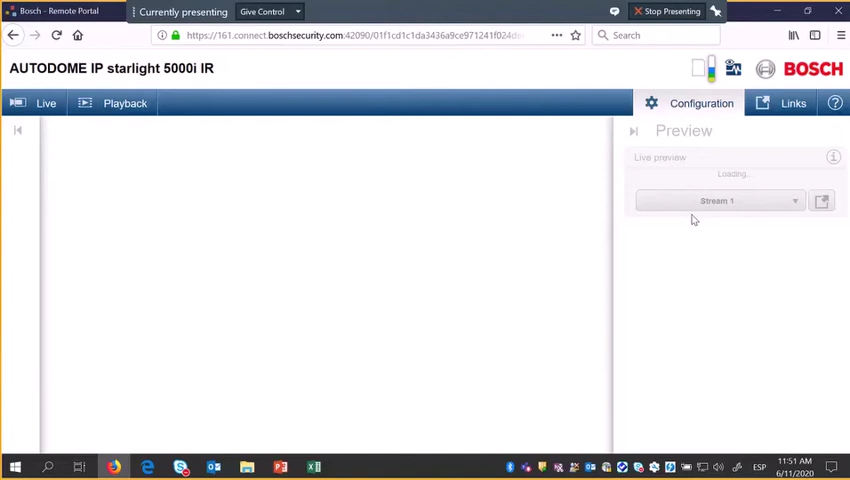 Bosch - Remote Portal
Currently presenting
Give Control
Stop Presenting
https://161.connect.boschsecurity.com:42090/01f1cd1c1da3436a9ce971241f024de
Search
AUTODOME IP starlight 5000i IR
BOSCH
Live
Playback
Configuration
Links
Preview
Live preview
Loading...
Stream 1
11:51 AM
ESP
6/11/2020